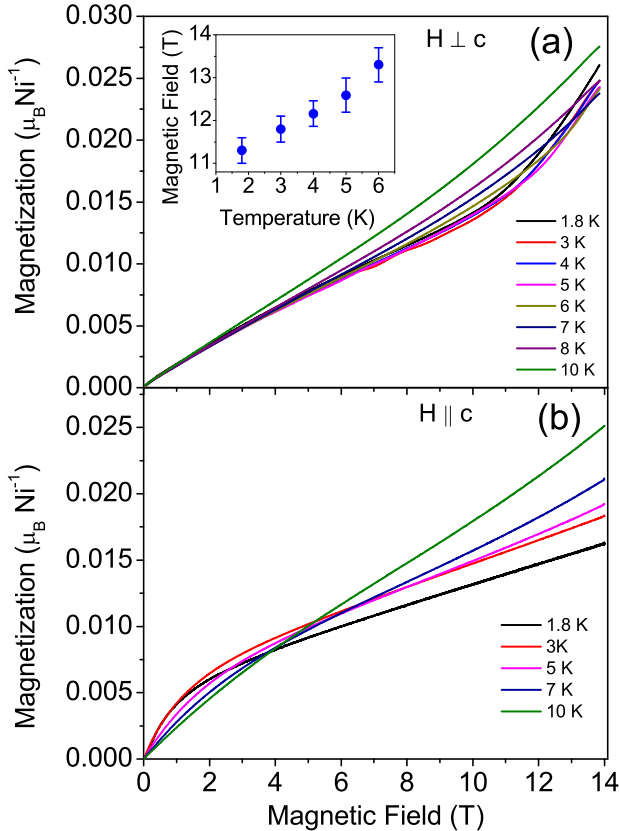 0.030
0.025
0.020
0.015
0.010
0.005
0.000
Magnetization (μ_B Ni⁻¹)
H ⊥ c
(a)
14
13
12
11
Magnetic Field (T)
1 2 3 4 5 6
Temperature (K)
1.8 K
3 K
4 K
5 K
6 K
7 K
8 K
10 K
H ∥ c
(b)
0.025
0.020
0.015
0.010
0.005
0.000
Magnetization (μ_B Ni⁻¹)
1.8 K
3K
5 K
7 K
10 K
0 2 4 6 8 10 12 14
Magnetic Field (T)